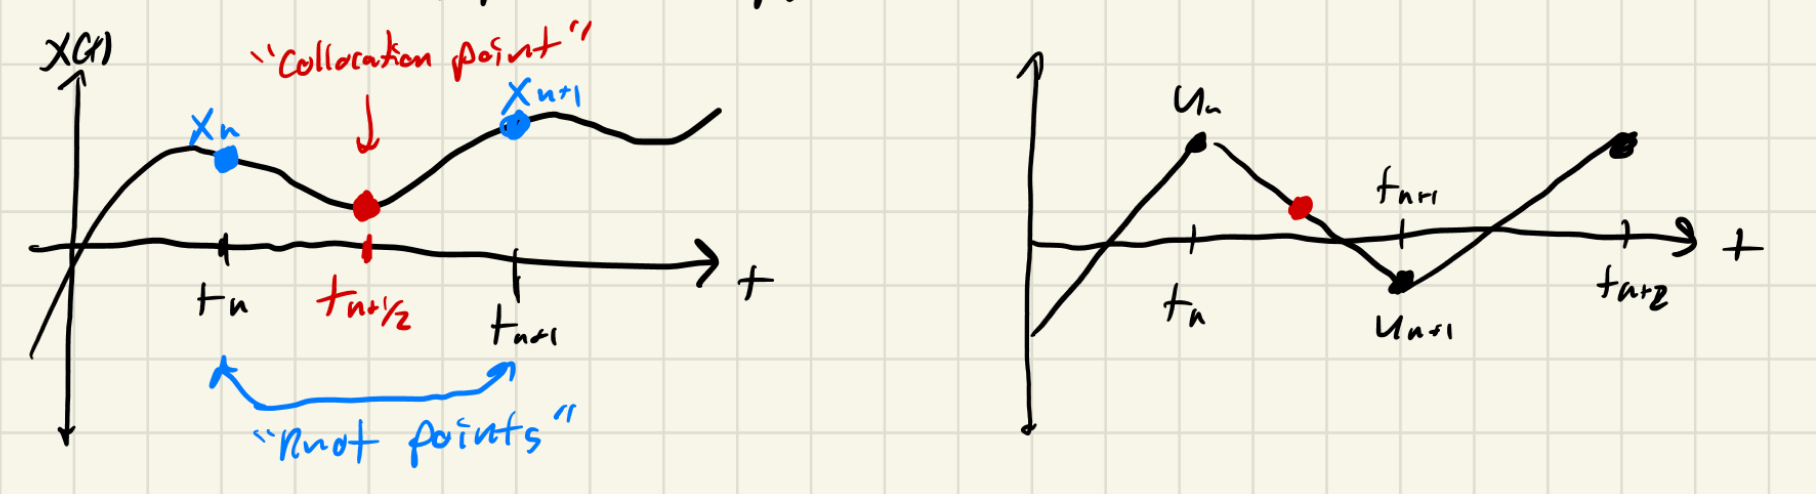 X(t)
"Collocation point"
X_n
X_{n+1}
t
t_n
t_{n+1/2}
t_{n+1}
"Knot points"
u_n
t_{n+1}
t
t_n
u_{n+1}
t_{n+2}